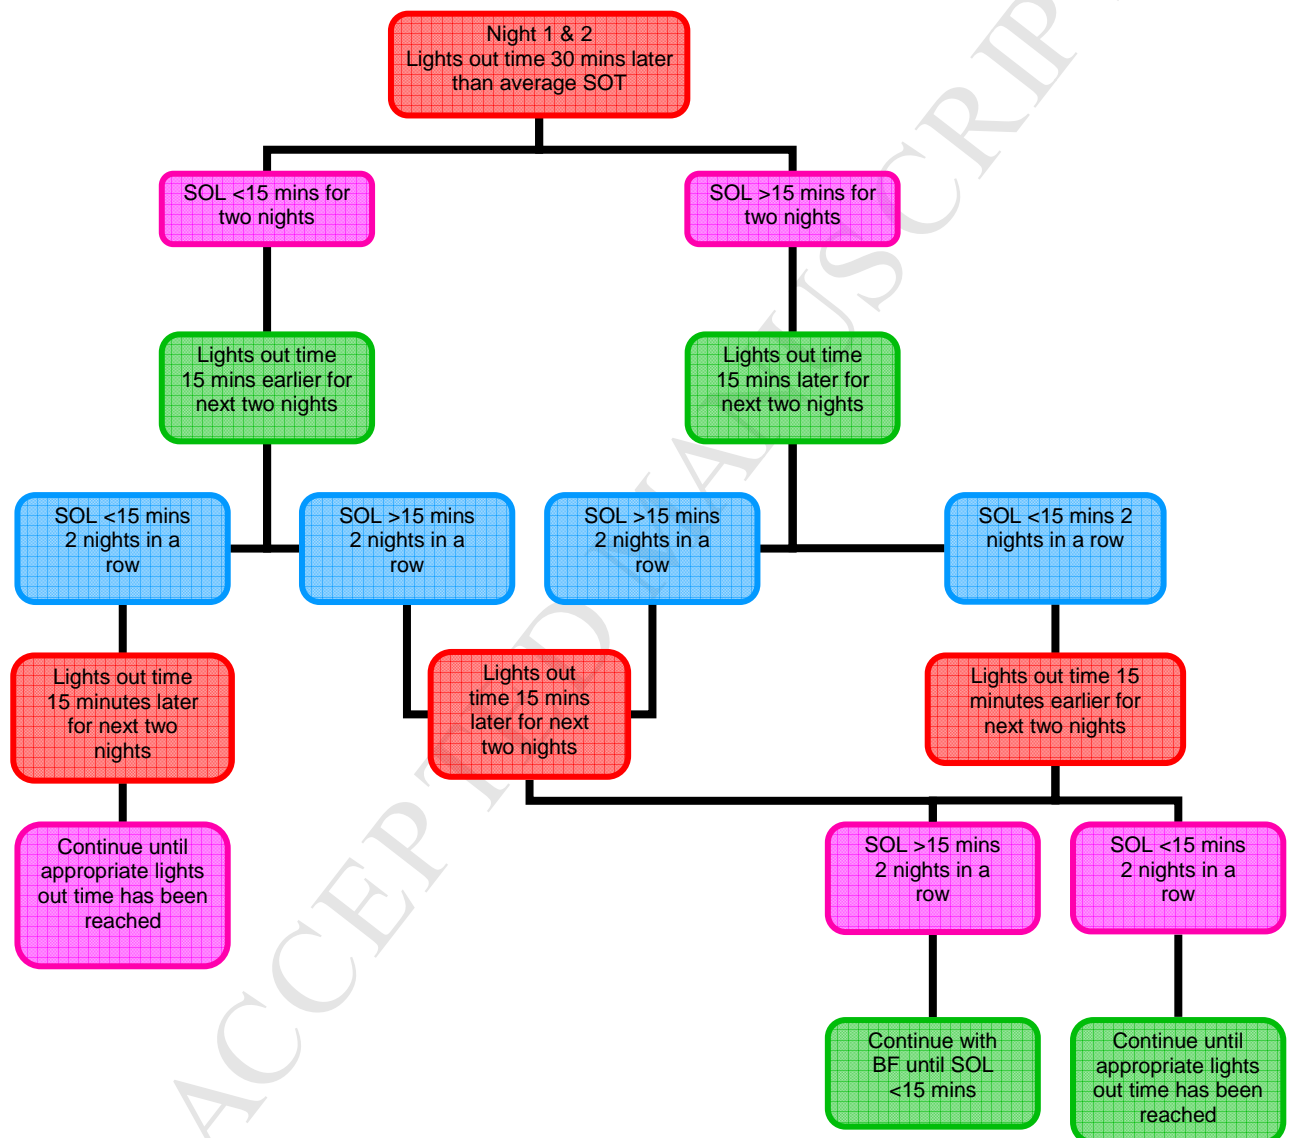 Night 1 & 2
Lights out time 30 mins later
than average SOT
SOL <15 mins for
two nights
SOL >15 mins for
two nights
Lights out time
15 mins earlier for
next two nights
Lights out time
15 mins later for
next two nights
SOL <15 mins
2 nights in a
row
SOL >15 mins
2 nights in a
row
SOL >15 mins
2 nights in a
row
SOL <15 mins 2
nights in a row
Lights out time
15 minutes later
for next two
nights
Lights out
time 15 mins
later for next
two nights
Lights out time 15
minutes earlier for
next two nights
Continue until
appropriate lights
out time has been
reached
SOL >15 mins
2 nights in a
row
SOL <15 mins
2 nights in a
row
Continue with
BF until SOL
<15 mins
Continue until
appropriate lights
out time has been
reached